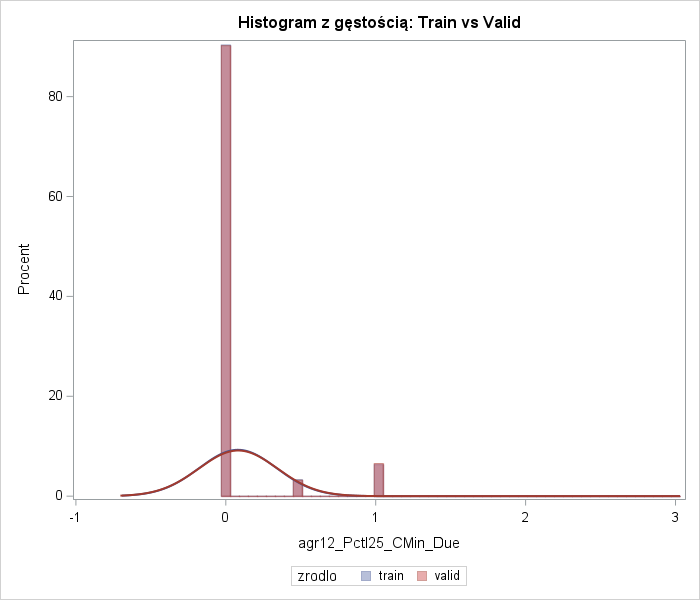 Histogram z gęstością: Train vs Valid
80
60
40
20
0
Procent
-1
0
1
2
3
agr12_Pctl25_CMin_Due
zrodlo train valid